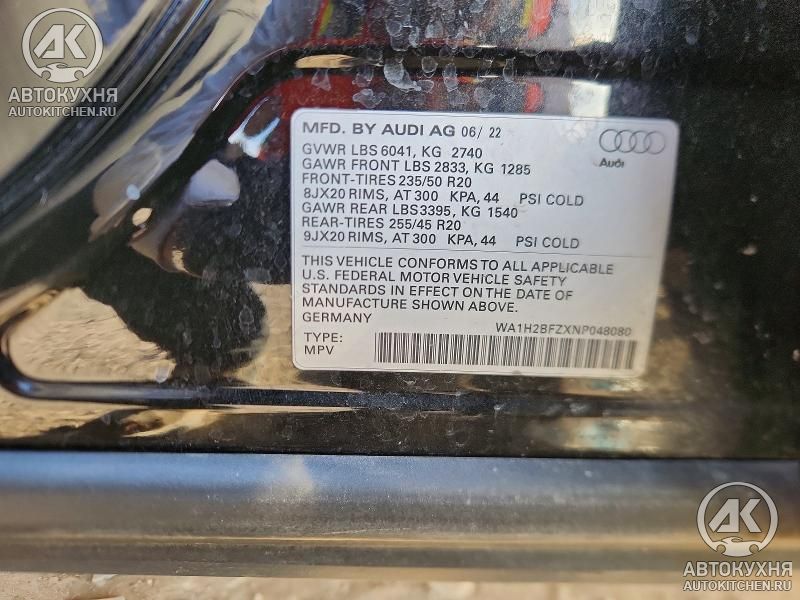 AK
АВТОКУХНЯ
AUTOKITCHEN.RU
MFD. BY AUDI AG 06/ 22
Audi
GVWR LBS 6041, KG 2740
GAWR FRONT LBS 2833, KG 1285
FRONT-TIRES 235/50 R20
8JX20 RIMS, AT 300 KPA, 44 PSI COLD
GAWR REAR LBS3395, KG 1540
REAR-TIRES 255/45 R20
9JX20 RIMS, AT 300 KPA, 44 PSI COLD
THIS VEHICLE CONFORMS TO ALL APPLICABLE
U.S. FEDERAL MOTOR VEHICLE SAFETY
STANDARDS IN EFFECT ON THE DATE OF
MANUFACTURE SHOWN ABOVE.
GERMANY
WA1H2BFZXNP048080
TYPE:
MPV
AK
АВТОКУХНЯ
AUTOKITCHEN.RU